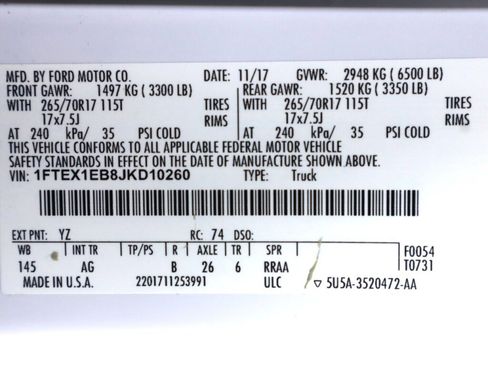 MFD. BY FORD MOTOR CO. DATE: 11/17 GVWR: 2948 KG (6500 LB)
FRONT GAWR: 1497 KG (3300 LB) REAR GAWR: 1520 KG (3350 LB)
WITH 265/70R17 115T TIRES WITH 265/70R17 115T TIRES
17x7.5J RIMS 17x7.5J RIMS
AT 240 kPa/ 35 PSI COLD AT 240 kPa/ 35 PSI COLD
THIS VEHICLE CONFORMS TO ALL APPLICABLE FEDERAL MOTOR VEHICLE
SAFETY STANDARDS IN EFFECT ON THE DATE OF MANUFACTURE SHOWN ABOVE.
VIN: 1FTEX1EB8JKD10260 TYPE: Truck
EXT PNT: YZ RC: 74 DSO:
WB INT TR TP/PS R AXLE TR SPR F0054
145 AG B 26 6 RRAA T0731
MADE IN U.S.A. 2201711253991 ULC ▽ 5U5A-3520472-AA